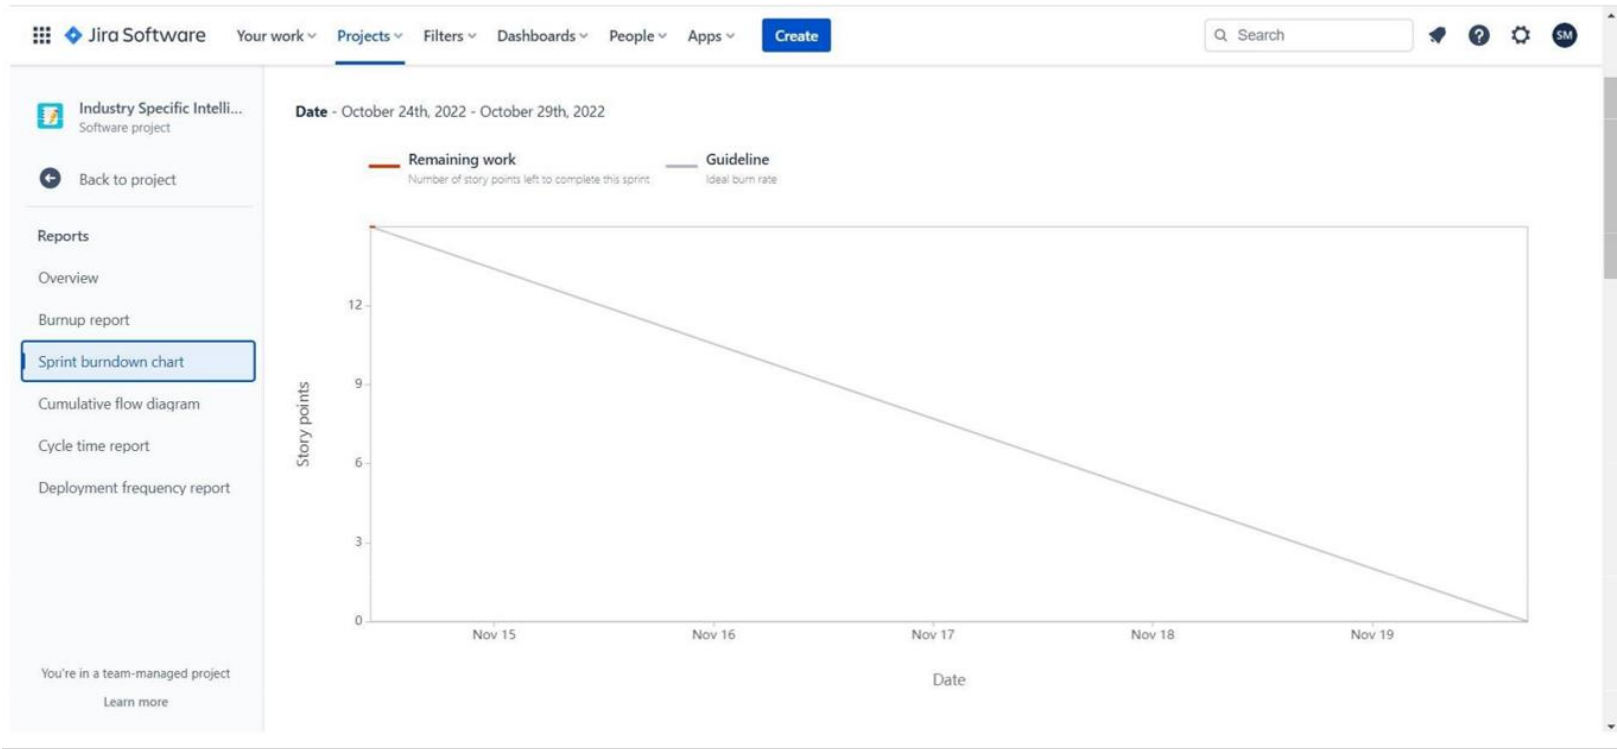 Jira Software Your work Projects Filters Dashboards People Apps Create Search SM
Industry Specific Intelli...
Software project
Back to project
Reports
Overview
Burnup report
Sprint burndown chart
Cumulative flow diagram
Cycle time report
Deployment frequency report
You're in a team-managed project
Learn more
Date - October 24th, 2022 - October 29th, 2022
Remaining work
Number of story points left to complete this sprint
Guideline
Ideal burn rate
Story points
12
9
6
3
0
Nov 15 Nov 16 Nov 17 Nov 18 Nov 19
Date